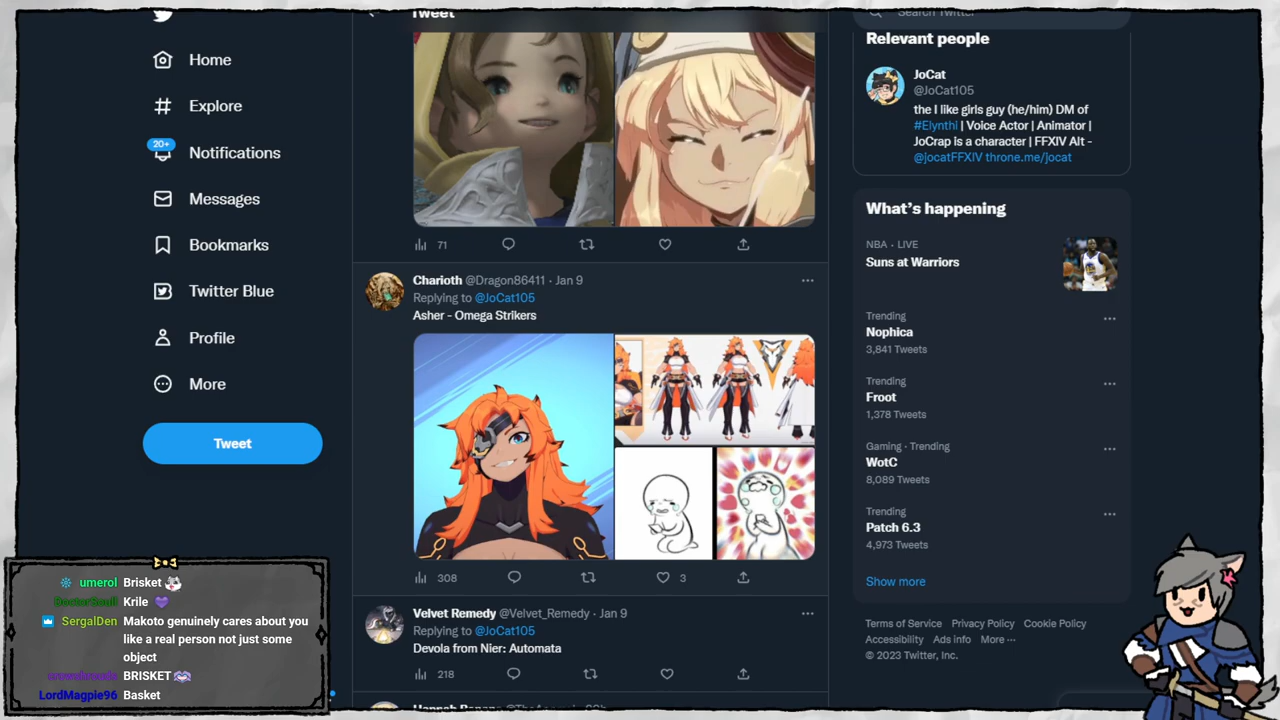 Home
Explore
20+
Notifications
Messages
Bookmarks
Twitter Blue
Profile
More
Tweet
Tweet
71
Charioth @Dragon86411 · Jan 9
Replying to @JoCat105
Asher - Omega Strikers
308
3
Velvet Remedy @Velvet_Remedy · Jan 9
Replying to @JoCat105
Devola from Nier: Automata
218
Search Twitter
Relevant people
JoCat
@JoCat105
the I like girls guy (he/him) DM of
#Elynthi | Voice Actor | Animator |
JoCrap is a character | FFXIV Alt -
@jocatFFXIV throne.me/jocat
What's happening
NBA · LIVE
Suns at Warriors
Trending
Nophica
3,841 Tweets
Trending
Froot
1,378 Tweets
Gaming · Trending
WotC
8,089 Tweets
Trending
Patch 6.3
4,973 Tweets
Show more
Terms of Service Privacy Policy Cookie Policy
Accessibility Ads info More ···
© 2023 Twitter, Inc.
umerol Brisket
DoctorSoull Krile
SergalDen Makoto genuinely cares about you
like a real person not just some
object
BRISKET
LordMagpie96 Basket